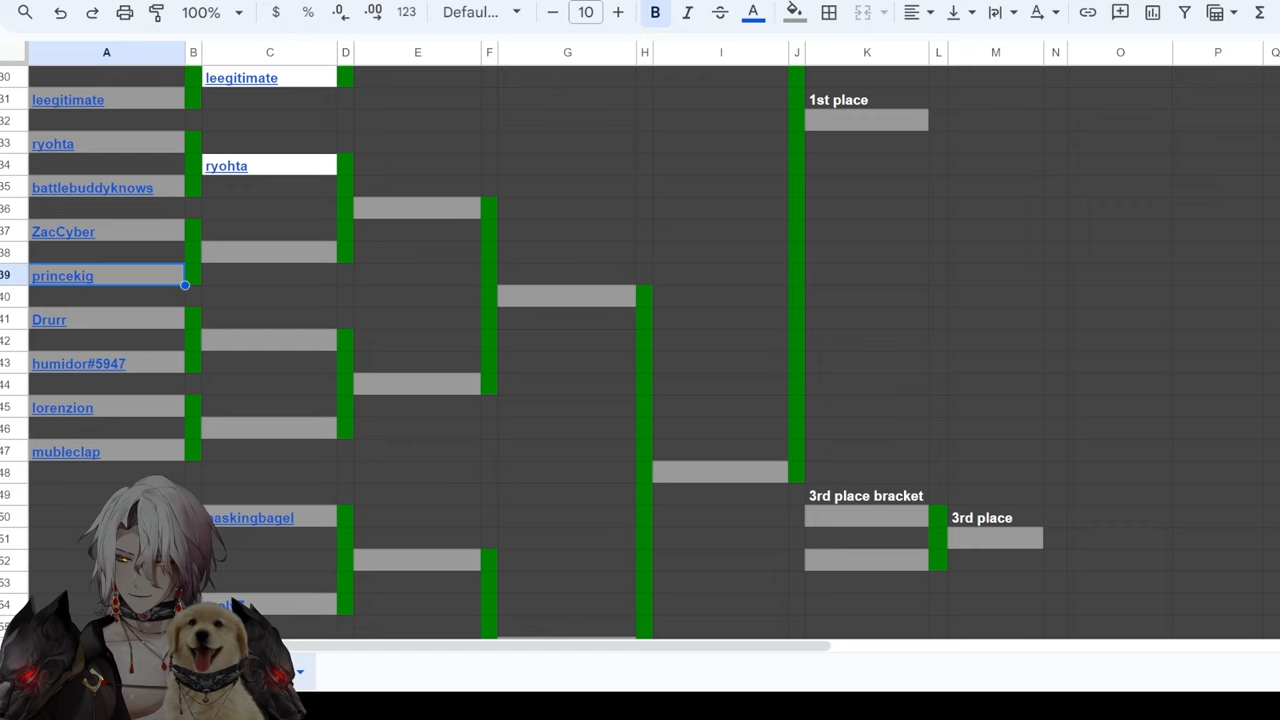 100% $ % .0 .00 123 Defaul... 10 B I A
A B C D E F G H I J K L M N O P
30 leegitimate
31 leegitimate 1st place
32
33 ryohta
34 ryohta
35 battlebuddyknows
36
37 ZacCyber
38
39 princekig
40
41 Drurr
42
43 humidor#5947
44
45 lorenzion
46
47 mubleclap
48
49 3rd place bracket
50 3rd place
51
52
53
54